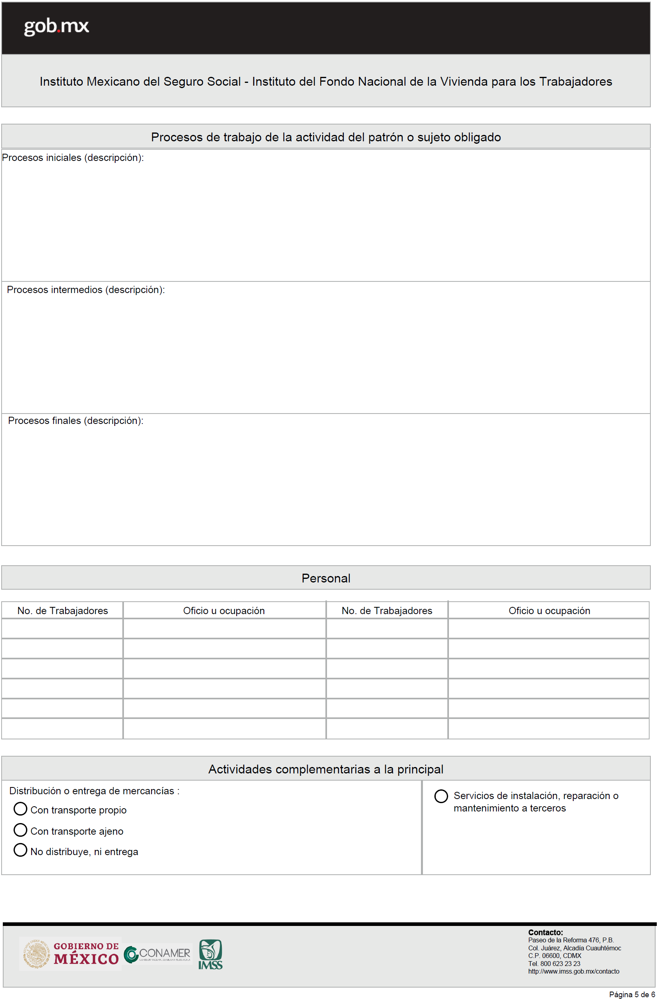 gob.mx
Instituto Mexicano del Seguro Social - Instituto del Fondo Nacional de la Vivienda para los Trabajadores
Procesos de trabajo de la actividad del patrón o sujeto obligado
Procesos iniciales (descripción):
Procesos intermedios (descripción):
Procesos finales (descripción):
Personal
No. de Trabajadores Oficio u ocupación No. de Trabajadores Oficio u ocupación
Actividades complementarias a la principal
Distribución o entrega de mercancías :
Con transporte propio
Con transporte ajeno
No distribuye, ni entrega
Servicios de instalación, reparación o
mantenimiento a terceros
GOBIERNO DE
MÉXICO
CONAMER
IMSS
Contacto:
Paseo de la Reforma 476, P.B.
Col. Juárez, Alcadía Cuauhtémoc
C.P. 06600, CDMX
Tel. 800 623 23 23
http://www.imss.gob.mx/contacto
Página 5 de 6